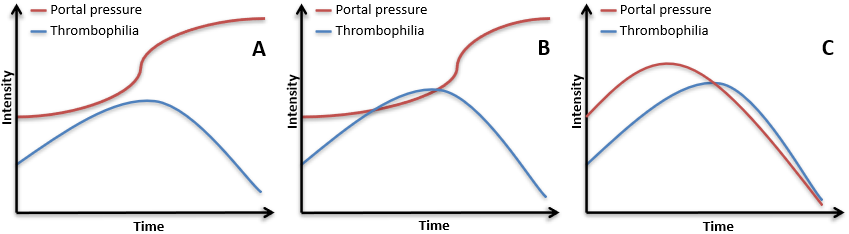 Portal pressure
Thrombophilia
A
Intensity
Time
Portal pressure
Thrombophilia
B
Intensity
Time
Portal pressure
Thrombophilia
C
Intensity
Time